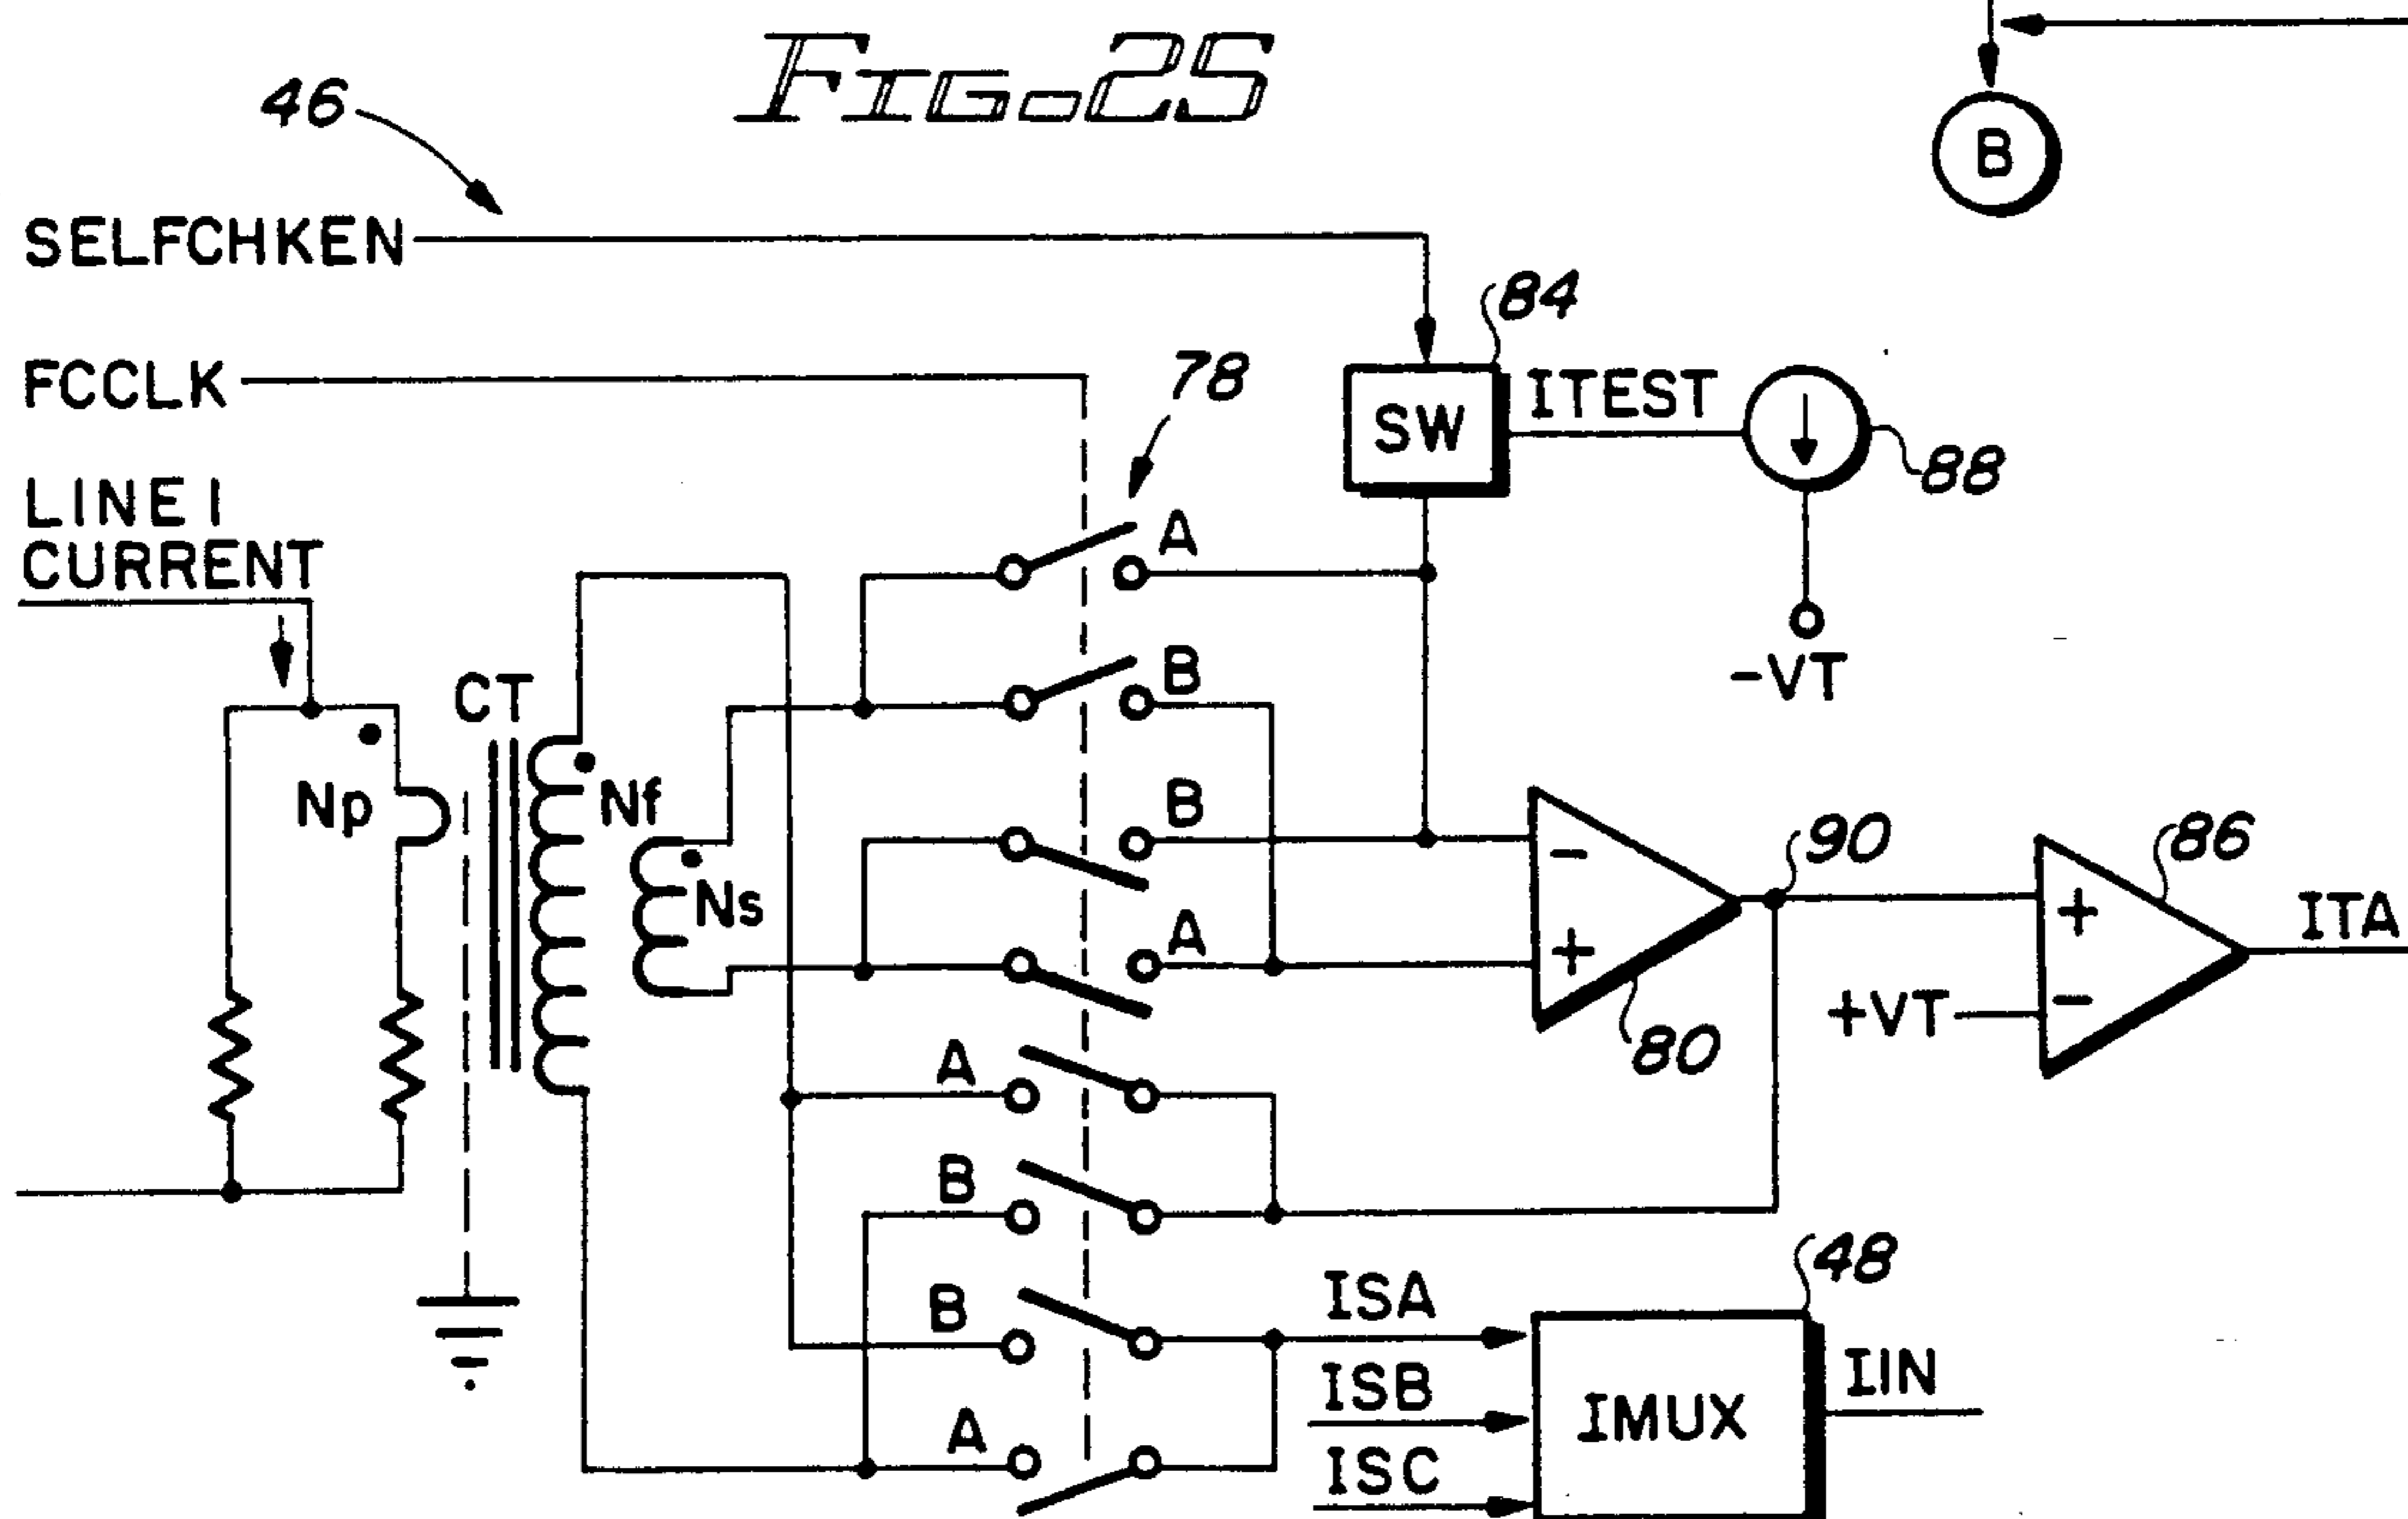 FIG. 25
B
46
SELFCHKEN
84
FCCLK
78
SW
ITEST
88
LINE I
CURRENT
A
-VT
B
CT
Np
Nf
B
90
86
Ns
-
+
A
+
ITA
-
+VT
80
A
B
48
B
ISA
ISB
IMUX
IIN
A
ISC